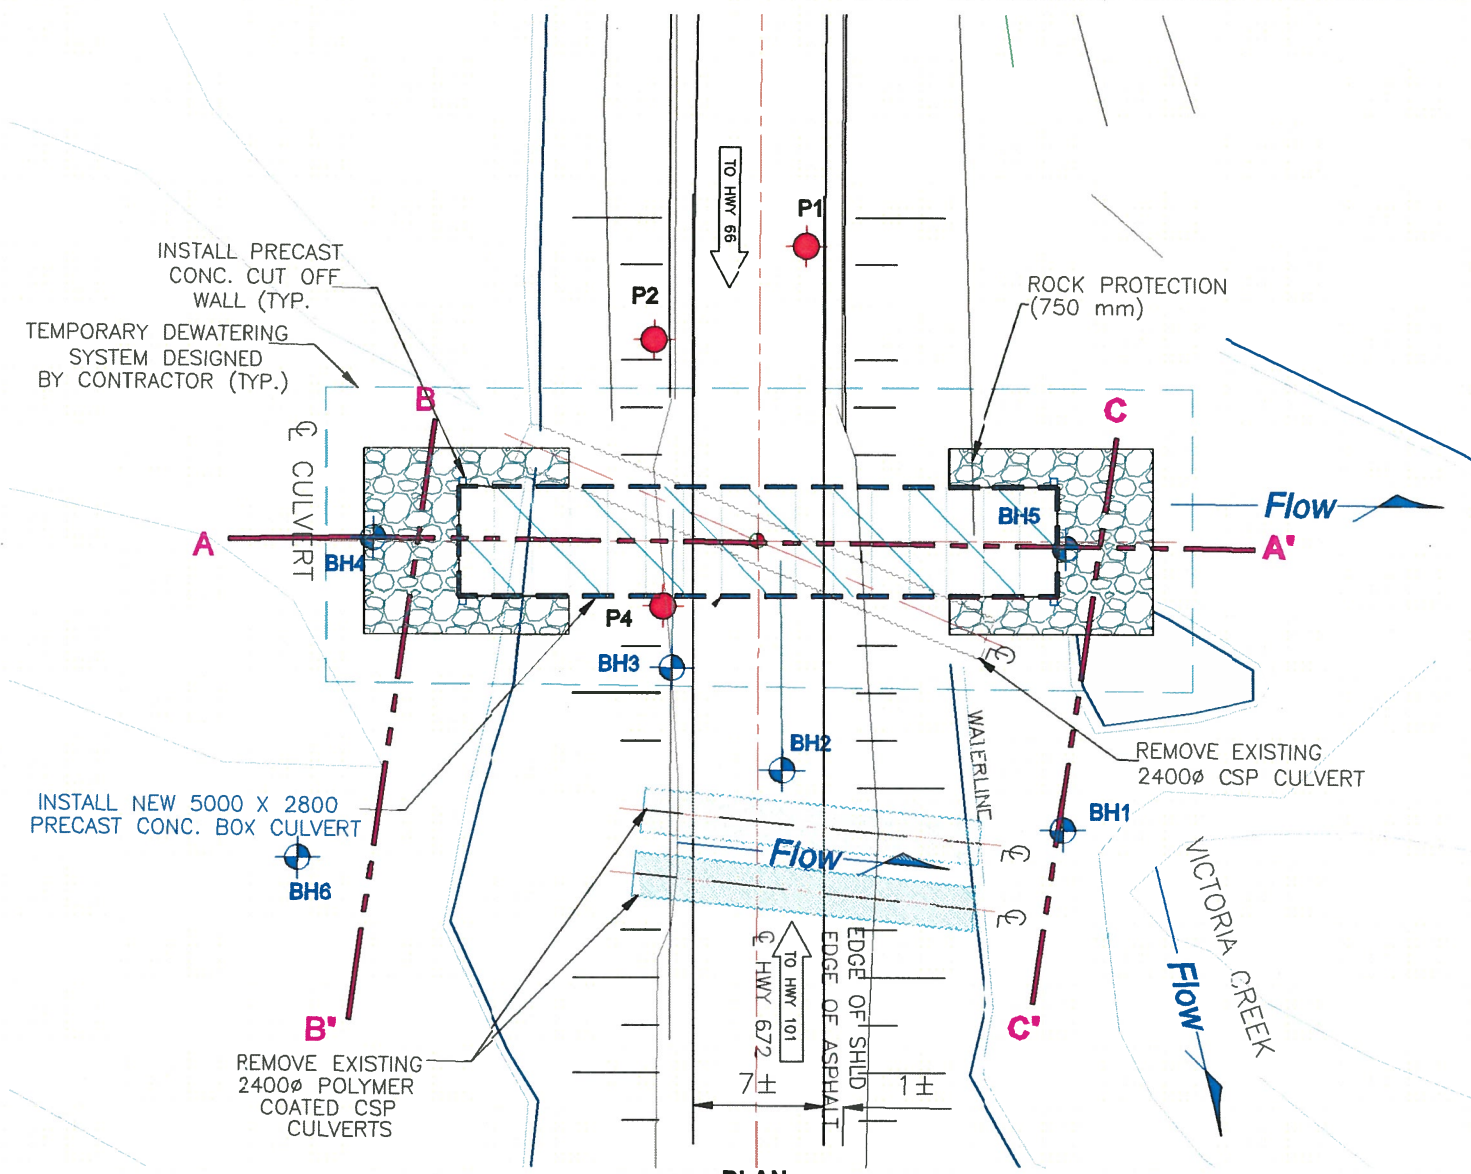 TO HWY 66
P1
P2
INSTALL PRECAST
CONC. CUT OFF
WALL (TYP.
TEMPORARY DEWATERING
SYSTEM DESIGNED
BY CONTRACTOR (TYP.)
ROCK PROTECTION
(750 mm)
B
C
℄ CULVERT
A
BH4
BH5
Flow
A'
P4
BH3
℄
WATERLINE
BH2
REMOVE EXISTING
2400ø CSP CULVERT
INSTALL NEW 5000 X 2800
PRECAST CONC. BOX CULVERT
BH1
Flow
℄
BH6
℄
VICTORIA CREEK
Flow
℄ HWY 672
TO HWY 101
EDGE OF ASPHALT
EDGE OF SHLD
B'
C'
REMOVE EXISTING
2400ø POLYMER
COATED CSP
CULVERTS
7±
1±
PLAN